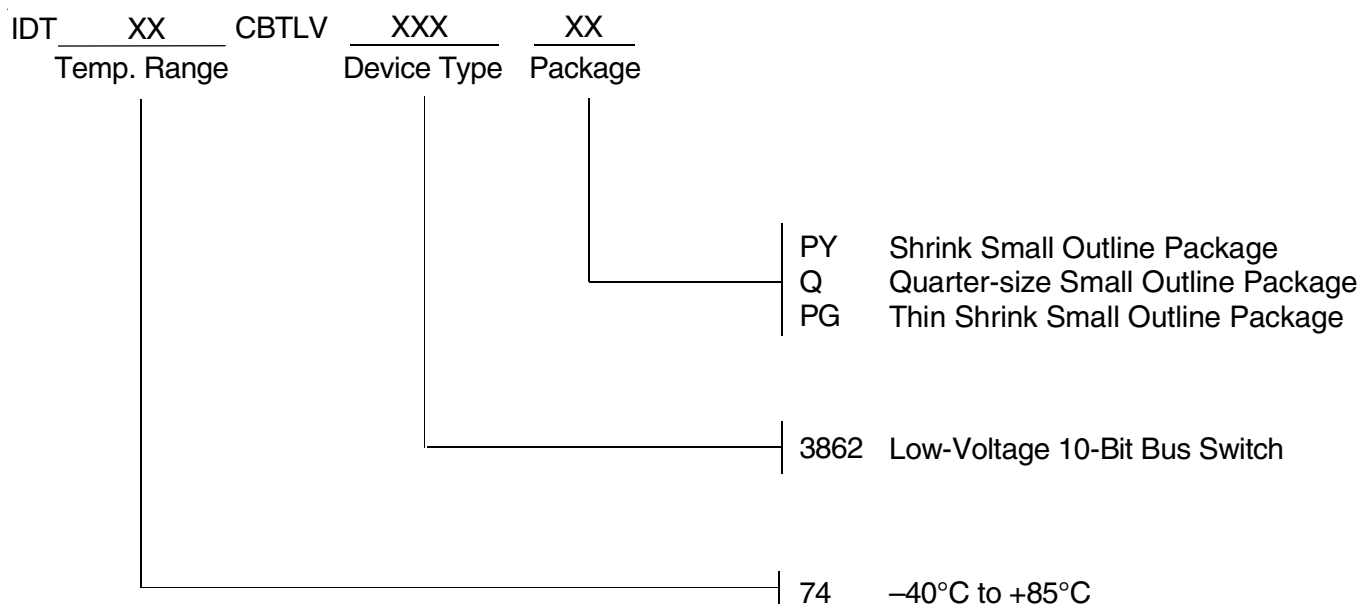 IDT XX CBTLV XXX XX
Temp. Range Device Type Package
PY Shrink Small Outline Package
Q Quarter-size Small Outline Package
PG Thin Shrink Small Outline Package
3862 Low-Voltage 10-Bit Bus Switch
74 –40°C to +85°C